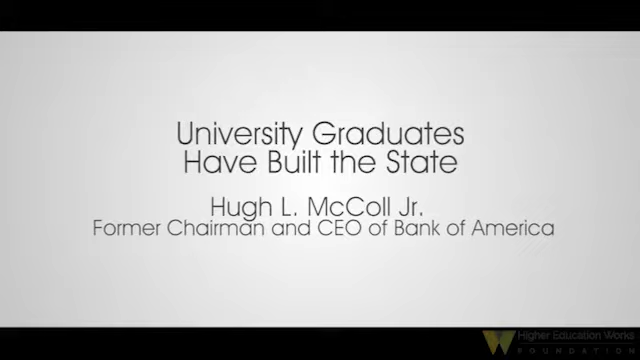 University Graduates
Have Built the State
Hugh L. McColl Jr.
Former Chairman and CEO of Bank of America
Higher Education Works
FOUNDATION